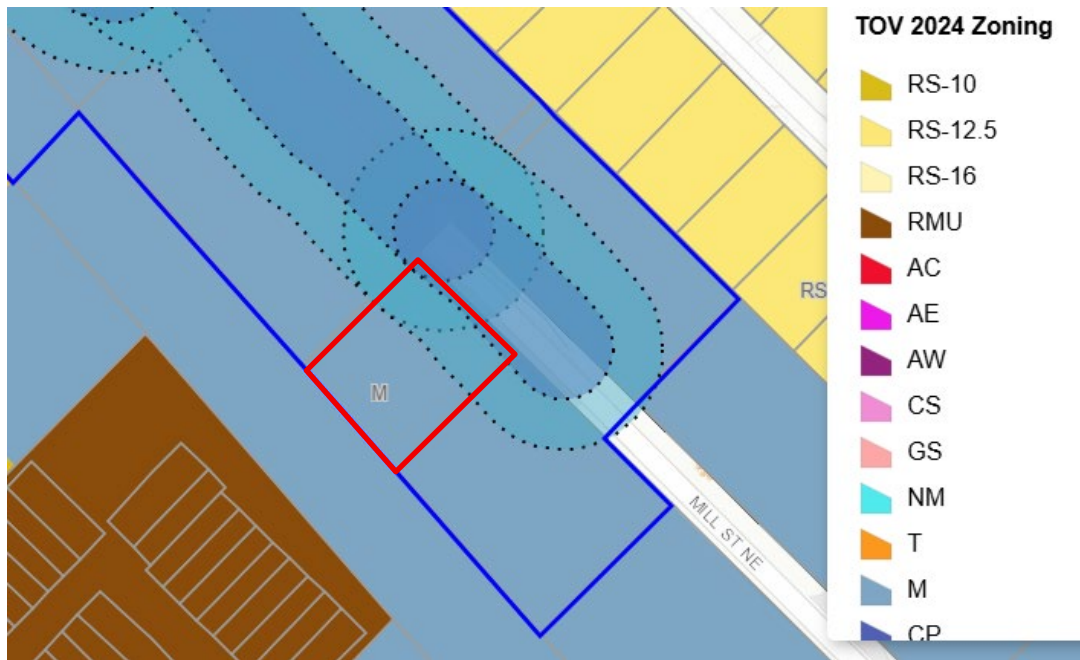 TOV 2024 Zoning
RS-10
RS-12.5
RS-16
RMU
AC
AE
AW
CS
GS
NM
T
M
CP
RS
M
MILL ST NE